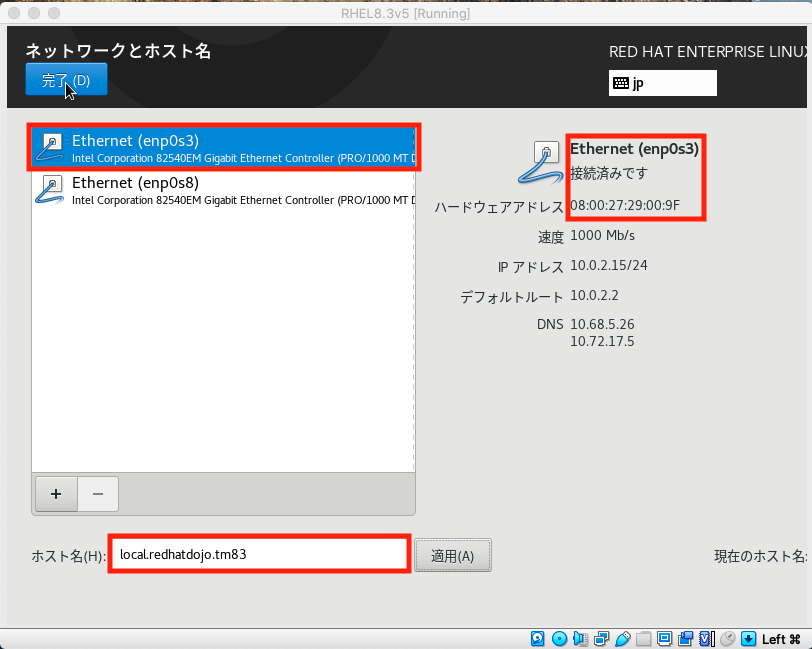 RHEL8.3v5 [Running]
ネットワークとホスト名
RED HAT ENTERPRISE LINUX
完了 (D)
jp
Ethernet (enp0s3)
Intel Corporation 82540EM Gigabit Ethernet Controller (PRO/1000 MT D
Ethernet (enp0s8)
Intel Corporation 82540EM Gigabit Ethernet Controller (PRO/1000 MT D
Ethernet (enp0s3)
接続済みです
ハードウェアアドレス 08:00:27:29:00:9F
速度 1000 Mb/s
IP アドレス 10.0.2.15/24
デフォルトルート 10.0.2.2
DNS 10.68.5.26
10.72.17.5
+ −
ホスト名(H): local.redhatdojo.tm83 適用(A) 現在のホスト名:
Left ⌘